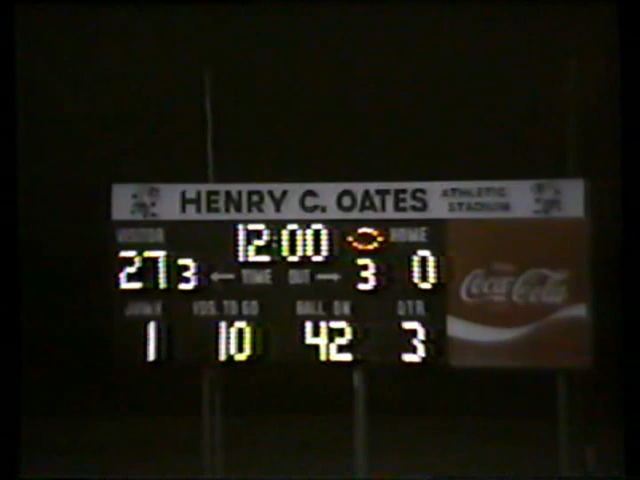 HENRY C. OATES ATHLETIC STADIUM
VISITOR 12:00 HOME
27 3 ← TIME OUT → 3 0
DOWN YDS. TO GO BALL ON QTR.
1 10 42 3
Coca-Cola